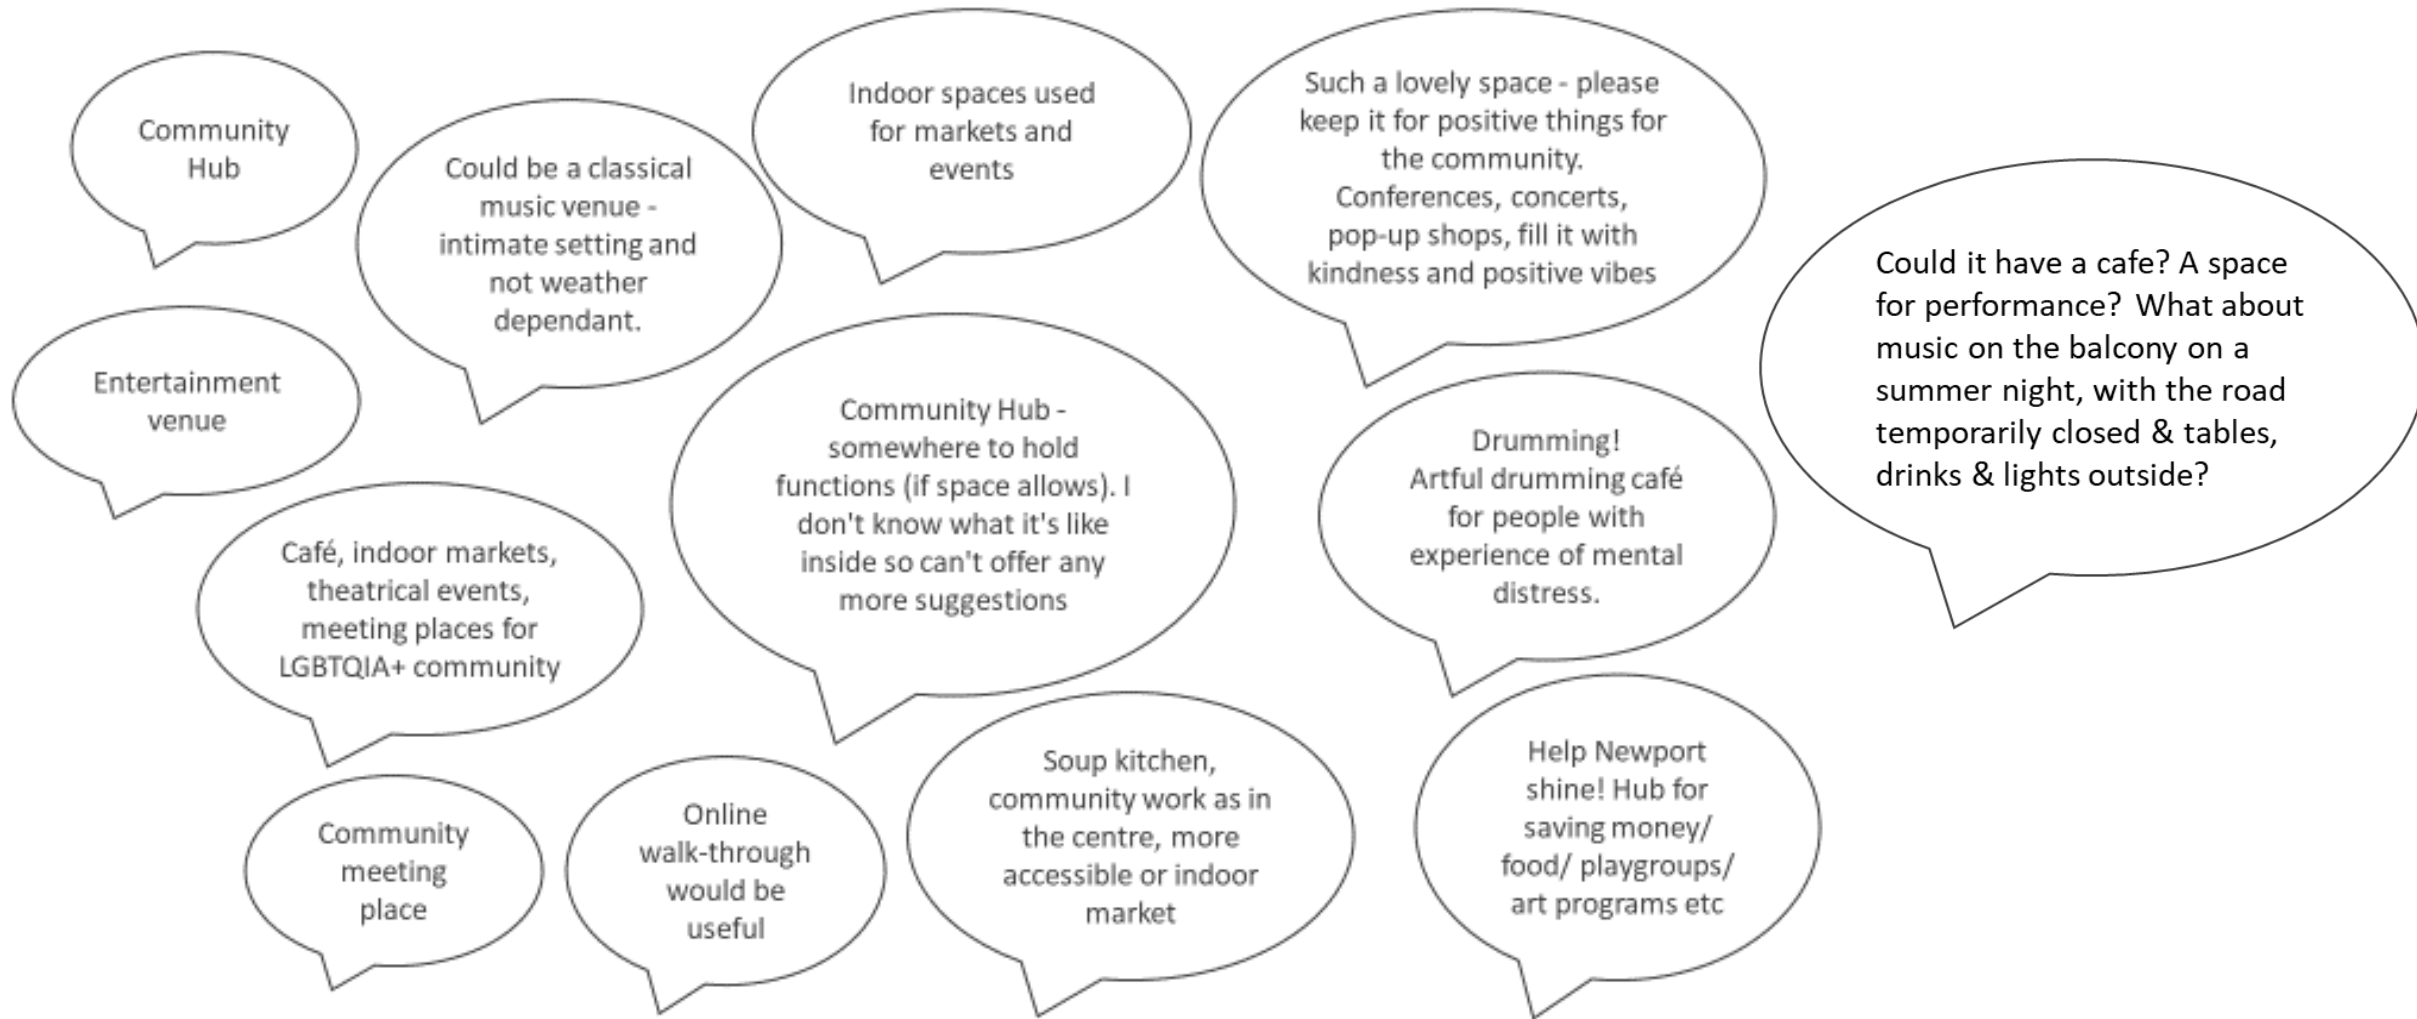 Community
Hub
Could be a classical
music venue -
intimate setting and
not weather
dependant.
Indoor spaces used
for markets and
events
Such a lovely space - please
keep it for positive things for
the community.
Conferences, concerts,
pop-up shops, fill it with
kindness and positive vibes
Could it have a cafe? A space
for performance? What about
music on the balcony on a
summer night, with the road
temporarily closed & tables,
drinks & lights outside?
Entertainment
venue
Community Hub -
somewhere to hold
functions (if space allows). I
don't know what it's like
inside so can't offer any
more suggestions
Drumming!
Artful drumming café
for people with
experience of mental
distress.
Café, indoor markets,
theatrical events,
meeting places for
LGBTQIA+ community
Community
meeting
place
Online
walk-through
would be
useful
Soup kitchen,
community work as in
the centre, more
accessible or indoor
market
Help Newport
shine! Hub for
saving money/
food/ playgroups/
art programs etc